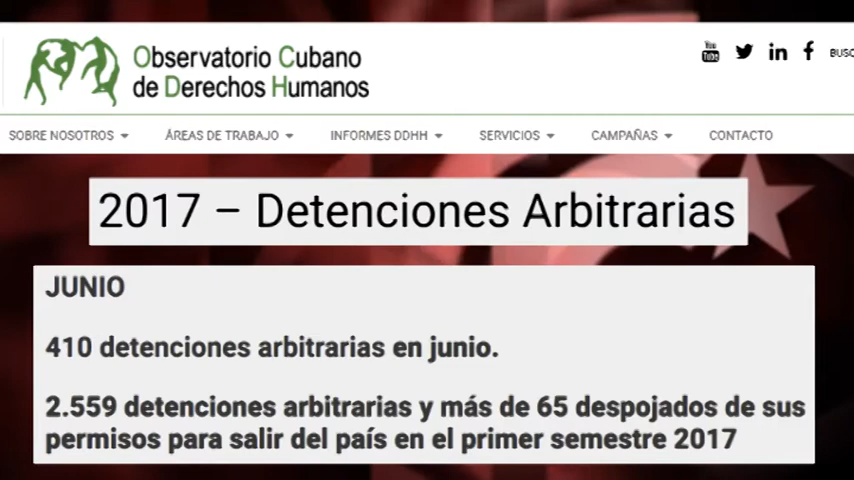 Observatorio Cubano
de Derechos Humanos
You
Tube
BUSC
SOBRE NOSOTROS
ÁREAS DE TRABAJO
INFORMES DDHH
SERVICIOS
CAMPAÑAS
CONTACTO
2017 – Detenciones Arbitrarias
JUNIO
410 detenciones arbitrarias en junio.
2.559 detenciones arbitrarias y más de 65 despojados de sus
permisos para salir del país en el primer semestre 2017